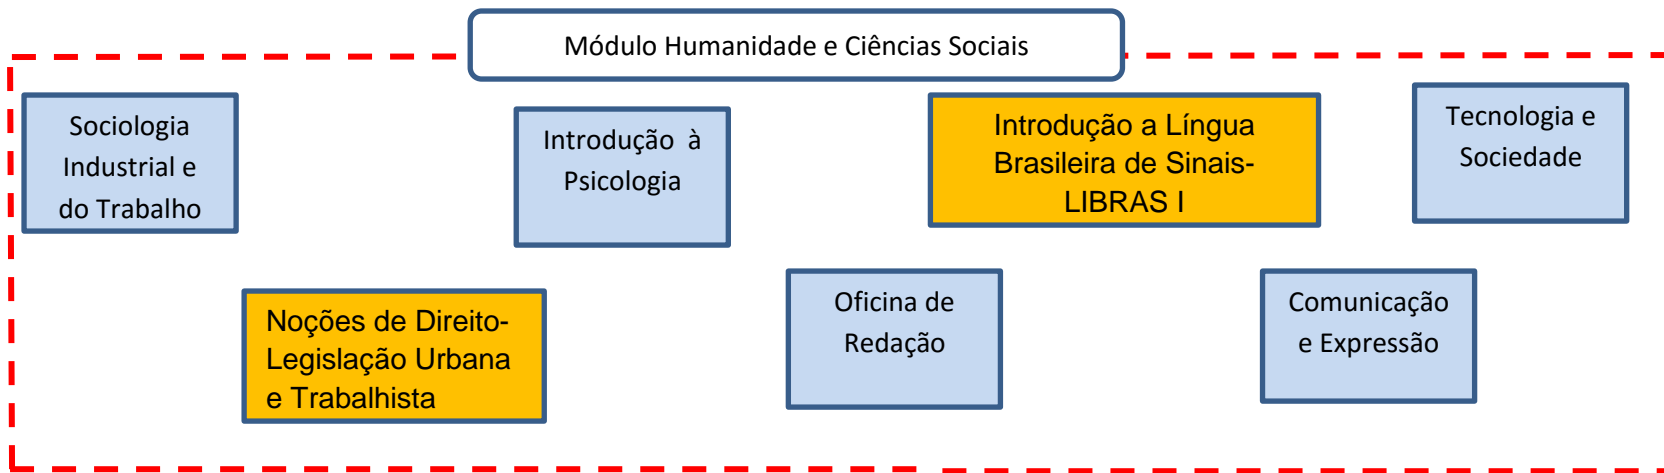 Módulo Humanidade e Ciências Sociais
Sociologia
Industrial e
do Trabalho
Introdução à
Psicologia
Introdução a Língua
Brasileira de Sinais-
LIBRAS I
Tecnologia e
Sociedade
Noções de Direito-
Legislação Urbana
e Trabalhista
Oficina de
Redação
Comunicação
e Expressão